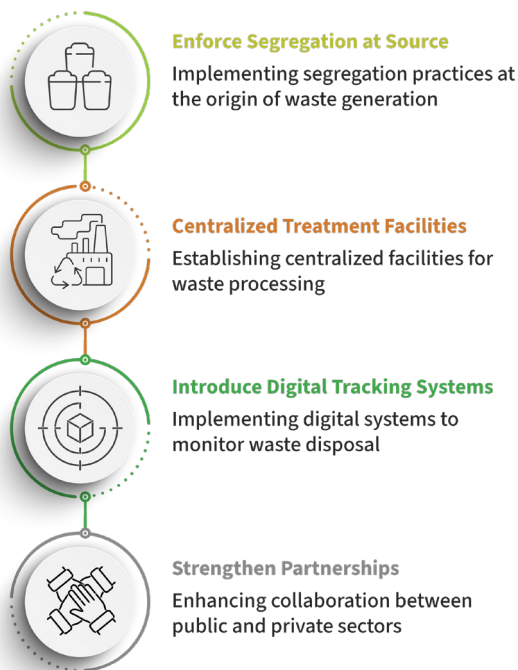 Enforce Segregation at Source
Implementing segregation practices at
the origin of waste generation
Centralized Treatment Facilities
Establishing centralized facilities for
waste processing
Introduce Digital Tracking Systems
Implementing digital systems to
monitor waste disposal
Strengthen Partnerships
Enhancing collaboration between
public and private sectors